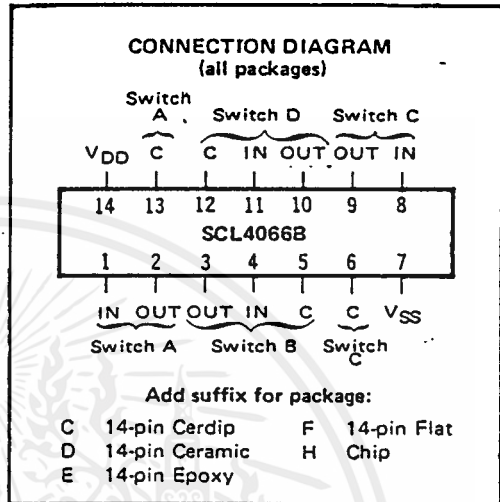 CONNECTION DIAGRAM
(all packages)
Switch A Switch D Switch C
VDD C C IN OUT OUT IN
14 13 12 11 10 9 8
SCL4066B
1 2 3 4 5 6 7
IN OUT OUT IN C C VSS
Switch A Switch B Switch C
Add suffix for package:
C 14-pin Cerdip F 14-pin Flat
D 14-pin Ceramic H Chip
E 14-pin Epoxy